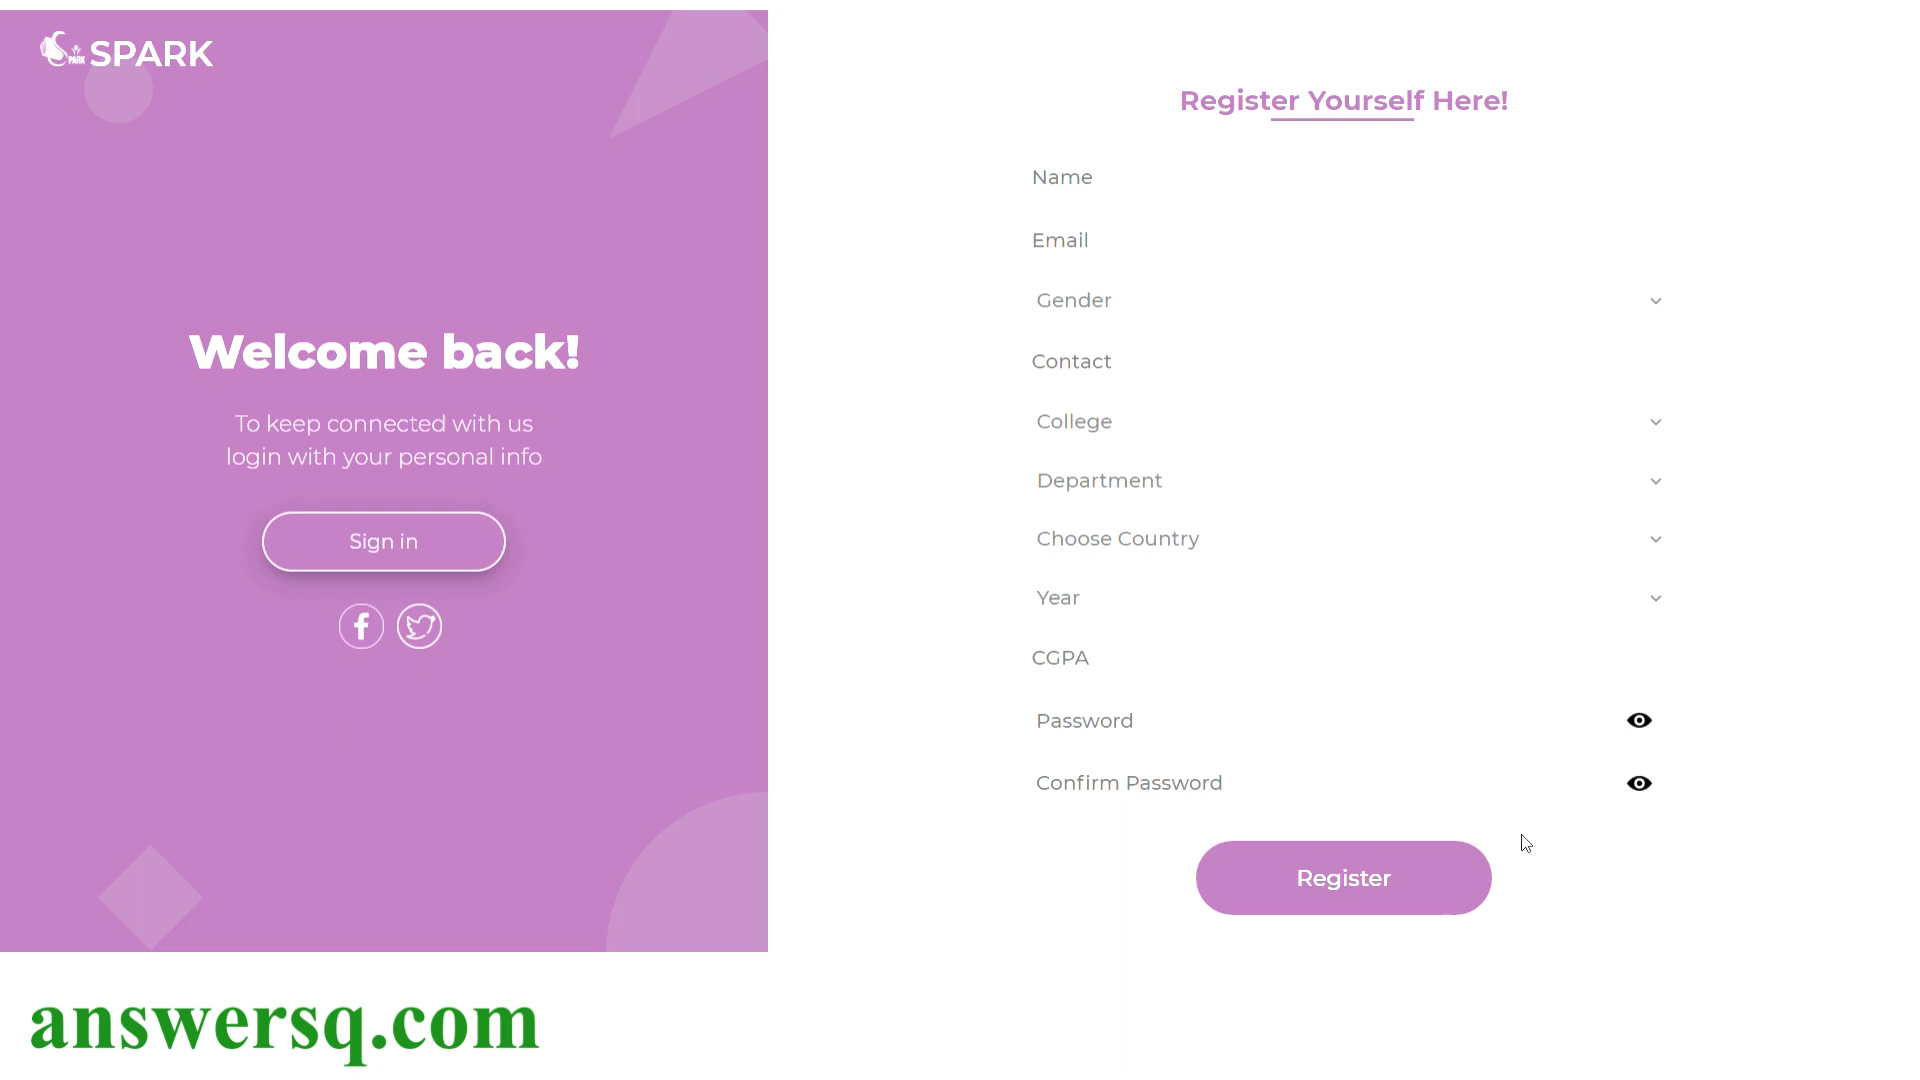 PARK SPARK
Welcome back!
To keep connected with us
login with your personal info
Sign in
Register Yourself Here!
Name
Email
Gender
Contact
College
Department
Choose Country
Year
CGPA
Password
Confirm Password
Register
answersq.com